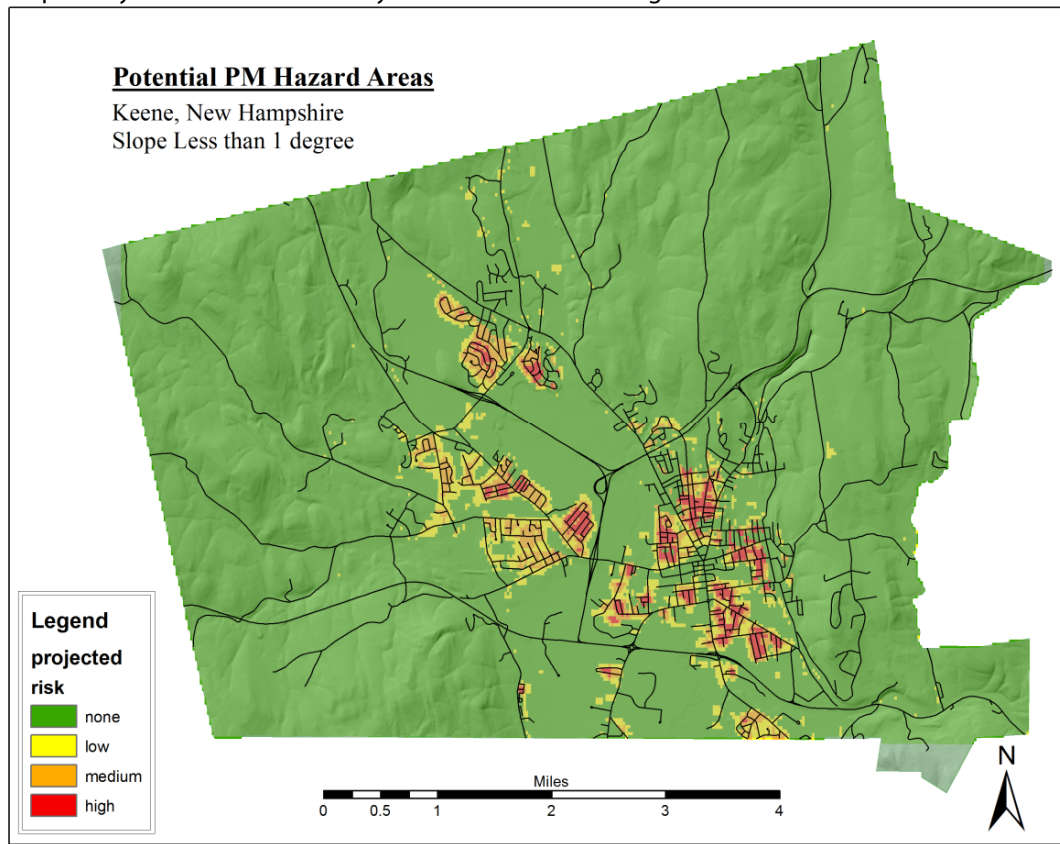 Potential PM Hazard Areas
Keene, New Hampshire
Slope Less than 1 degree
Legend
projected
risk
none
low
medium
high
Miles
0 0.5 1 2 3 4
N